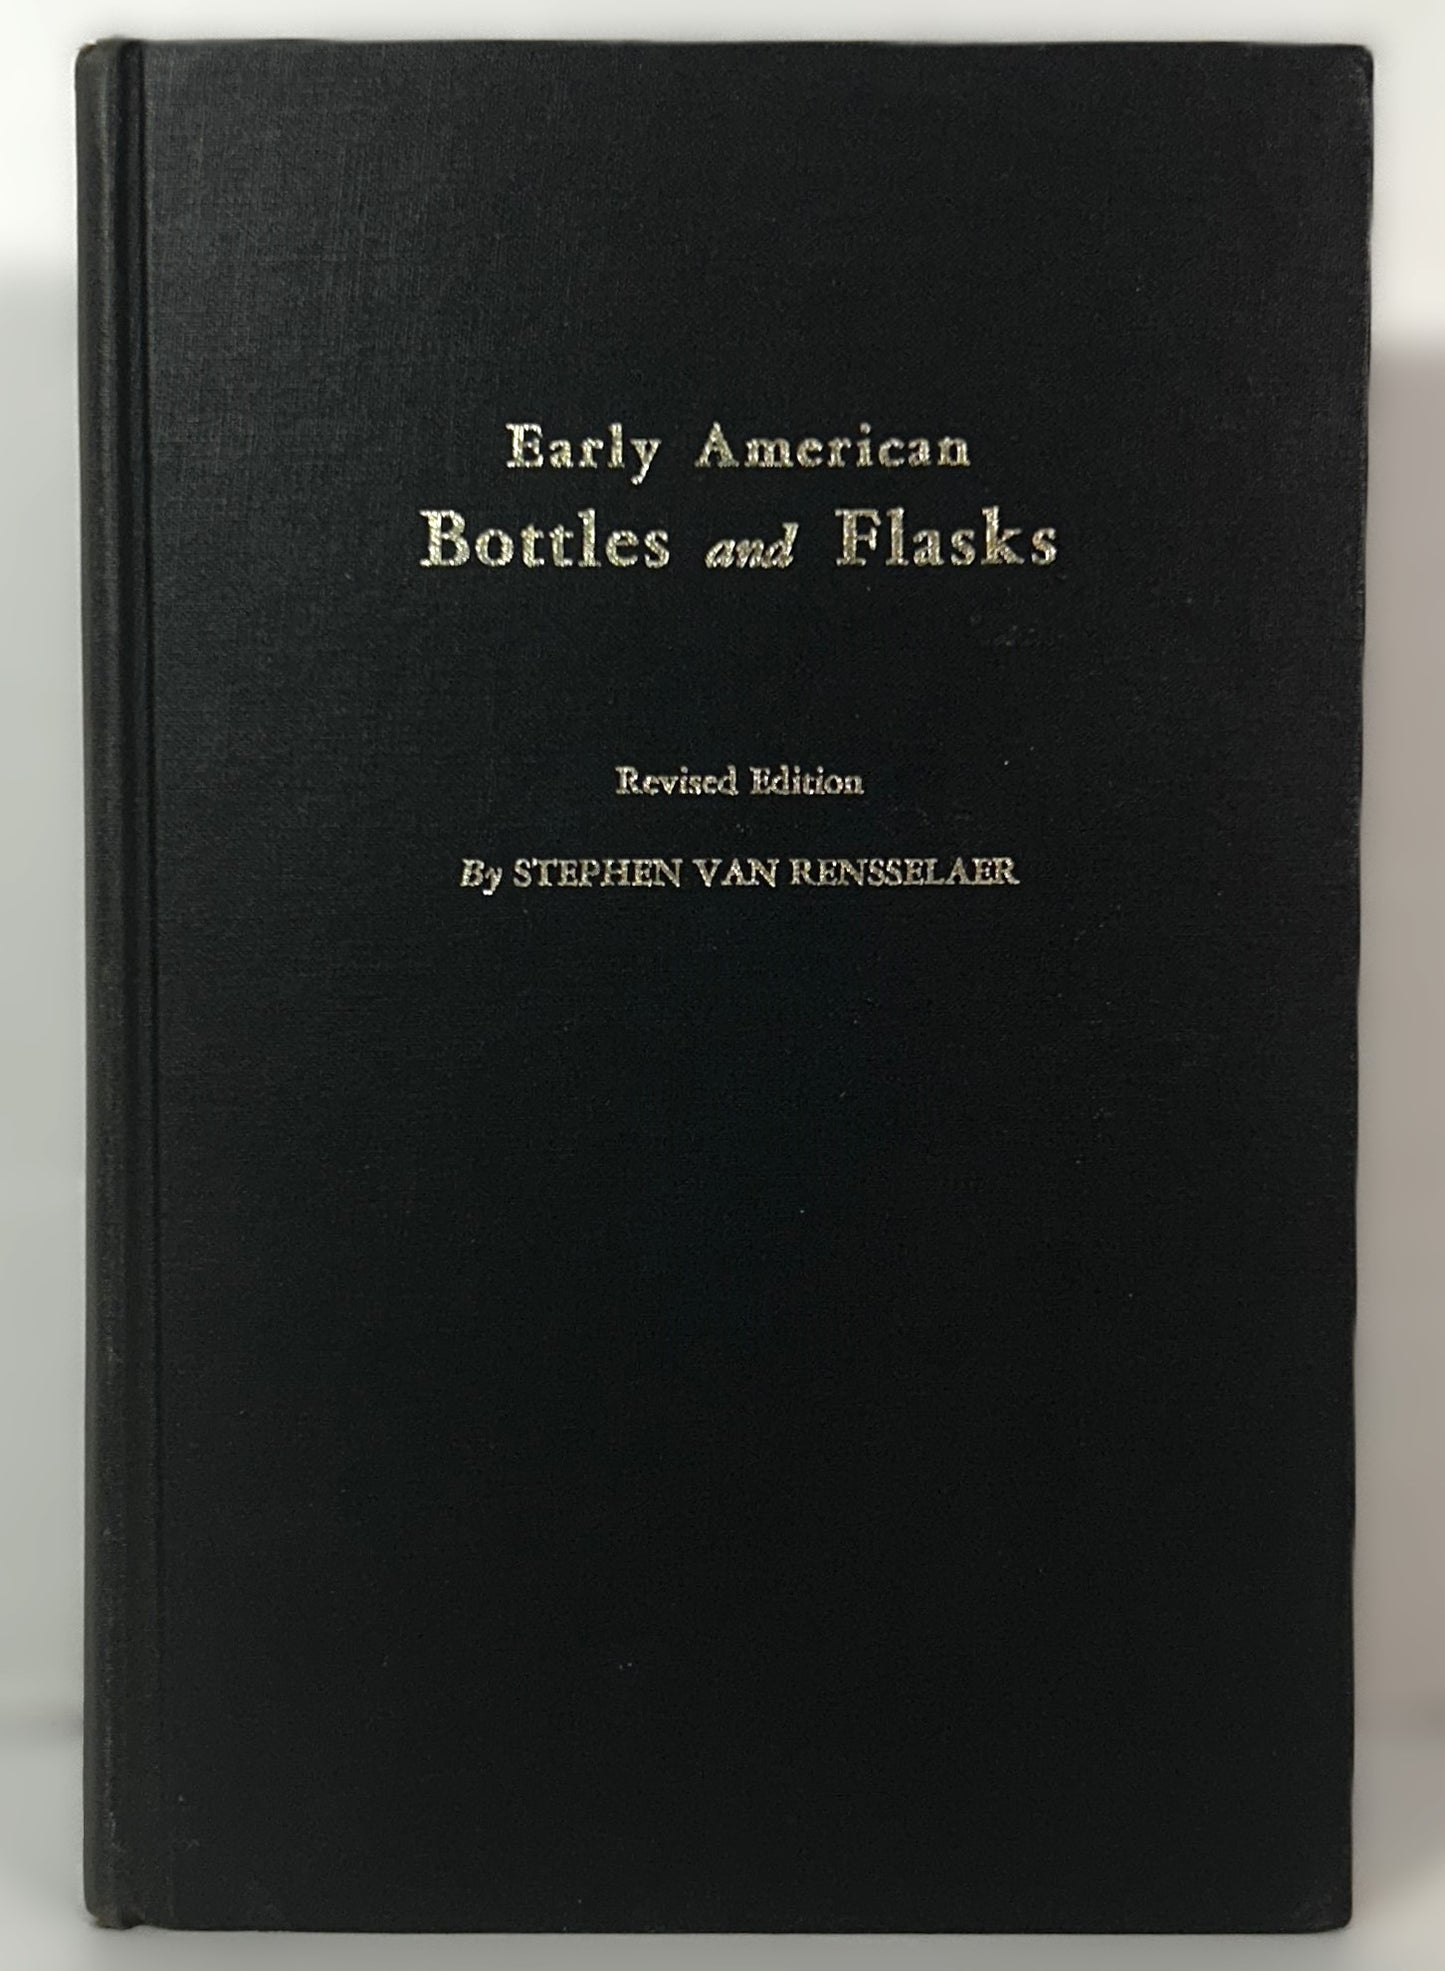 Early American
Bottles and Flasks
Revised Edition
By STEPHEN VAN RENSSELAER